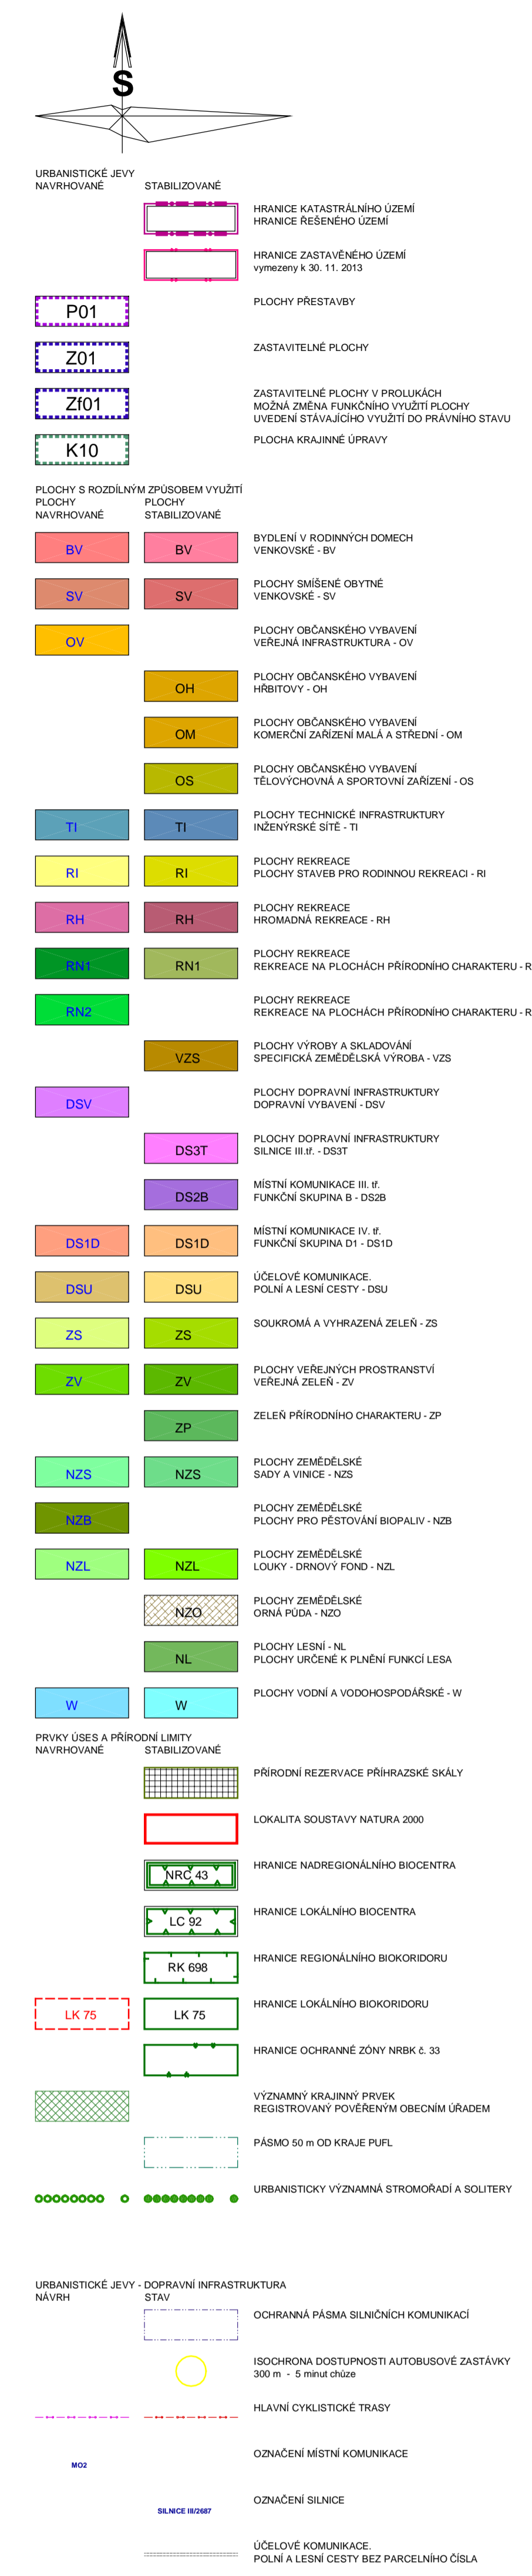 S
URBANISTICKÉ JEVY
NAVRHOVANÉ STABILIZOVANÉ
HRANICE KATASTRÁLNÍHO ÚZEMÍ
HRANICE ŘEŠENÉHO ÚZEMÍ
HRANICE ZASTAVĚNÉHO ÚZEMÍ
vymezeny k 30. 11. 2013
P01 PLOCHY PŘESTAVBY
Z01 ZASTAVITELNÉ PLOCHY
Zf01 ZASTAVITELNÉ PLOCHY V PROLUKÁCH
MOŽNÁ ZMĚNA FUNKČNÍHO VYUŽITÍ PLOCHY
UVEDENÍ STÁVAJÍCÍHO VYUŽITÍ DO PRÁVNÍHO STAVU
K10 PLOCHA KRAJINNÉ ÚPRAVY
PLOCHY S ROZDÍLNÝM ZPŮSOBEM VYUŽITÍ
PLOCHY PLOCHY
NAVRHOVANÉ STABILIZOVANÉ
BV BV BYDLENÍ V RODINNÝCH DOMECH
VENKOVSKÉ - BV
SV SV PLOCHY SMÍŠENÉ OBYTNÉ
VENKOVSKÉ - SV
OV PLOCHY OBČANSKÉHO VYBAVENÍ
VEŘEJNÁ INFRASTRUKTURA - OV
OH PLOCHY OBČANSKÉHO VYBAVENÍ
HŘBITOVY - OH
OM PLOCHY OBČANSKÉHO VYBAVENÍ
KOMERČNÍ ZAŘÍZENÍ MALÁ A STŘEDNÍ - OM
OS PLOCHY OBČANSKÉHO VYBAVENÍ
TĚLOVÝCHOVNÁ A SPORTOVNÍ ZAŘÍZENÍ - OS
TI TI PLOCHY TECHNICKÉ INFRASTRUKTURY
INŽENÝRSKÉ SÍTĚ - TI
RI RI PLOCHY REKREACE
PLOCHY STAVEB PRO RODINNOU REKREACI - RI
RH RH PLOCHY REKREACE
HROMADNÁ REKREACE - RH
RN1 RN1 PLOCHY REKREACE
REKREACE NA PLOCHÁCH PŘÍRODNÍHO CHARAKTERU - R
RN2 PLOCHY REKREACE
REKREACE NA PLOCHÁCH PŘÍRODNÍHO CHARAKTERU - R
VZS PLOCHY VÝROBY A SKLADOVÁNÍ
SPECIFICKÁ ZEMĚDĚLSKÁ VÝROBA - VZS
DSV PLOCHY DOPRAVNÍ INFRASTRUKTURY
DOPRAVNÍ VYBAVENÍ - DSV
DS3T PLOCHY DOPRAVNÍ INFRASTRUKTURY
SILNICE III.tř. - DS3T
DS2B MÍSTNÍ KOMUNIKACE III. tř.
FUNKČNÍ SKUPINA B - DS2B
DS1D DS1D MÍSTNÍ KOMUNIKACE IV. tř.
FUNKČNÍ SKUPINA D1 - DS1D
DSU DSU ÚČELOVÉ KOMUNIKACE.
POLNÍ A LESNÍ CESTY - DSU
ZS ZS SOUKROMÁ A VYHRAZENÁ ZELEŇ - ZS
ZV ZV PLOCHY VEŘEJNÝCH PROSTRANSTVÍ
VEŘEJNÁ ZELEŇ - ZV
ZP ZELEŇ PŘÍRODNÍHO CHARAKTERU - ZP
NZS NZS PLOCHY ZEMĚDĚLSKÉ
SADY A VINICE - NZS
NZB PLOCHY ZEMĚDĚLSKÉ
PLOCHY PRO PĚSTOVÁNÍ BIOPALIV - NZB
NZL NZL PLOCHY ZEMĚDĚLSKÉ
LOUKY - DRNOVÝ FOND - NZL
NZO PLOCHY ZEMĚDĚLSKÉ
ORNÁ PŮDA - NZO
NL PLOCHY LESNÍ - NL
PLOCHY URČENÉ K PLNĚNÍ FUNKCÍ LESA
W W PLOCHY VODNÍ A VODOHOSPODÁŘSKÉ - W
PRVKY ÚSES A PŘÍRODNÍ LIMITY
NAVRHOVANÉ STABILIZOVANÉ
PŘÍRODNÍ REZERVACE PŘÍHRAZSKÉ SKÁLY
LOKALITA SOUSTAVY NATURA 2000
NRC 43 HRANICE NADREGIONÁLNÍHO BIOCENTRA
LC 92 HRANICE LOKÁLNÍHO BIOCENTRA
RK 698 HRANICE REGIONÁLNÍHO BIOKORIDORU
LK 75 LK 75 HRANICE LOKÁLNÍHO BIOKORIDORU
HRANICE OCHRANNÉ ZÓNY NRBK č. 33
VÝZNAMNÝ KRAJINNÝ PRVEK
REGISTROVANÝ POVĚŘENÝM OBECNÍM ÚŘADEM
PÁSMO 50 m OD KRAJE PUFL
URBANISTICKY VÝZNAMNÁ STROMOŘADÍ A SOLITERY
URBANISTICKÉ JEVY - DOPRAVNÍ INFRASTRUKTURA
NÁVRH STAV
OCHRANNÁ PÁSMA SILNIČNÍCH KOMUNIKACÍ
ISOCHRONA DOSTUPNOSTI AUTOBUSOVÉ ZASTÁVKY
300 m - 5 minut chůze
HLAVNÍ CYKLISTICKÉ TRASY
MO2 OZNAČENÍ MÍSTNÍ KOMUNIKACE
SILNICE III/2687 OZNAČENÍ SILNICE
ÚČELOVÉ KOMUNIKACE.
POLNÍ A LESNÍ CESTY BEZ PARCELNÍHO ČÍSLA